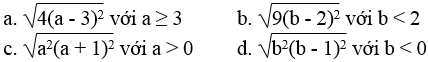 a. √4(a - 3)² với a ≥ 3 b. √9(b - 2)² với b < 2
c. √a²(a + 1)² với a > 0 d. √b²(b - 1)² với b < 0